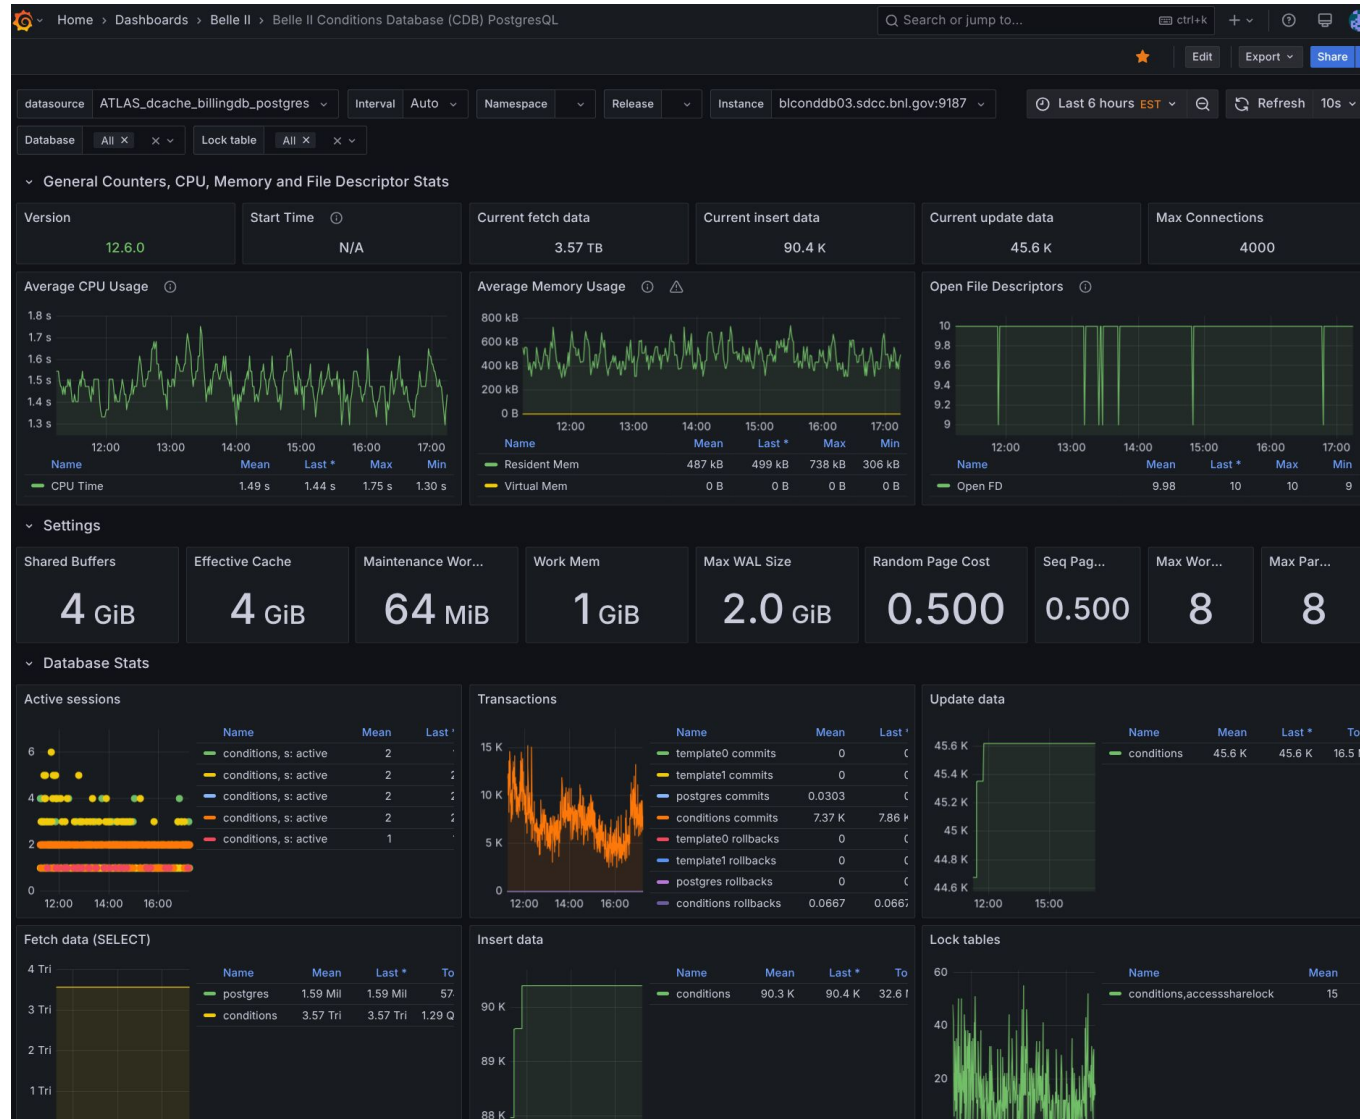 Home › Dashboards › Belle II › Belle II Conditions Database (CDB) PostgresQL
Search or jump to...
ctrl+k
Edit
Export
Share
datasource ATLAS_dcache_billingdb_postgres
Interval Auto
Namespace
Release
Instance blconddb03.sdcc.bnl.gov:9187
Last 6 hours EST
Refresh 10s
Database All
Lock table All
General Counters, CPU, Memory and File Descriptor Stats
Version
12.6.0
Start Time
N/A
Current fetch data
3.57 TB
Current insert data
90.4 K
Current update data
45.6 K
Max Connections
4000
Average CPU Usage
1.8 s
1.7 s
1.6 s
1.5 s
1.4 s
1.3 s
12:00 13:00 14:00 15:00 16:00 17:00
Name Mean Last * Max Min
CPU Time 1.49 s 1.44 s 1.75 s 1.30 s
Average Memory Usage
800 kB
600 kB
400 kB
200 kB
0 B
12:00 13:00 14:00 15:00 16:00 17:00
Name Mean Last * Max Min
Resident Mem 487 kB 499 kB 738 kB 306 kB
Virtual Mem 0 B 0 B 0 B 0 B
Open File Descriptors
10
9.8
9.6
9.4
9.2
9
12:00 13:00 14:00 15:00 16:00 17:00
Name Mean Last * Max Min
Open FD 9.98 10 10 9
Settings
Shared Buffers
4 GiB
Effective Cache
4 GiB
Maintenance Wor...
64 MiB
Work Mem
1 GiB
Max WAL Size
2.0 GiB
Random Page Cost
0.500
Seq Pag...
0.500
Max Wor...
8
Max Par...
8
Database Stats
Active sessions
6
4
2
0
12:00 14:00 16:00
Name Mean Last
conditions, s: active 2
conditions, s: active 2 2
conditions, s: active 2 2
conditions, s: active 2 2
conditions, s: active 1
Transactions
15 K
10 K
5 K
0
12:00 14:00 16:00
Name Mean Last
template0 commits 0
template1 commits 0
postgres commits 0.0303
conditions commits 7.37 K 7.86 K
template0 rollbacks 0
template1 rollbacks 0
postgres rollbacks 0
conditions rollbacks 0.0667 0.0667
Update data
45.6 K
45.4 K
45.2 K
45 K
44.8 K
44.6 K
12:00 15:00
Name Mean Last * To
conditions 45.6 K 45.6 K 16.5
Fetch data (SELECT)
4 Tri
3 Tri
2 Tri
1 Tri
Name Mean Last * To
postgres 1.59 Mil 1.59 Mil 57
conditions 3.57 Tri 3.57 Tri 1.29 Q
Insert data
90 K
89 K
88 K
Name Mean Last * To
conditions 90.3 K 90.4 K 32.6
Lock tables
60
40
20
Name Mean
conditions,accesssharelock 15